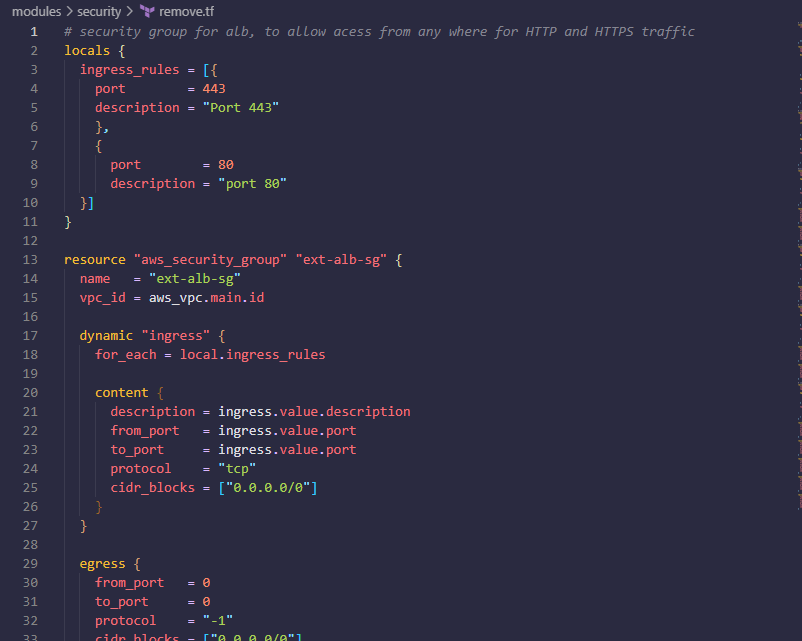 modules > security > remove.tf
1 # security group for alb, to allow acess from any where for HTTP and HTTPS traffic
2 locals {
3 ingress_rules = [{
4 port = 443
5 description = "Port 443"
6 },
7 {
8 port = 80
9 description = "port 80"
10 }]
11 }
12
13 resource "aws_security_group" "ext-alb-sg" {
14 name = "ext-alb-sg"
15 vpc_id = aws_vpc.main.id
16
17 dynamic "ingress" {
18 for_each = local.ingress_rules
19
20 content {
21 description = ingress.value.description
22 from_port = ingress.value.port
23 to_port = ingress.value.port
24 protocol = "tcp"
25 cidr_blocks = ["0.0.0.0/0"]
26 }
27 }
28
29 egress {
30 from_port = 0
31 to_port = 0
32 protocol = "-1"
33 cidr_blocks = ["0.0.0.0/0"]